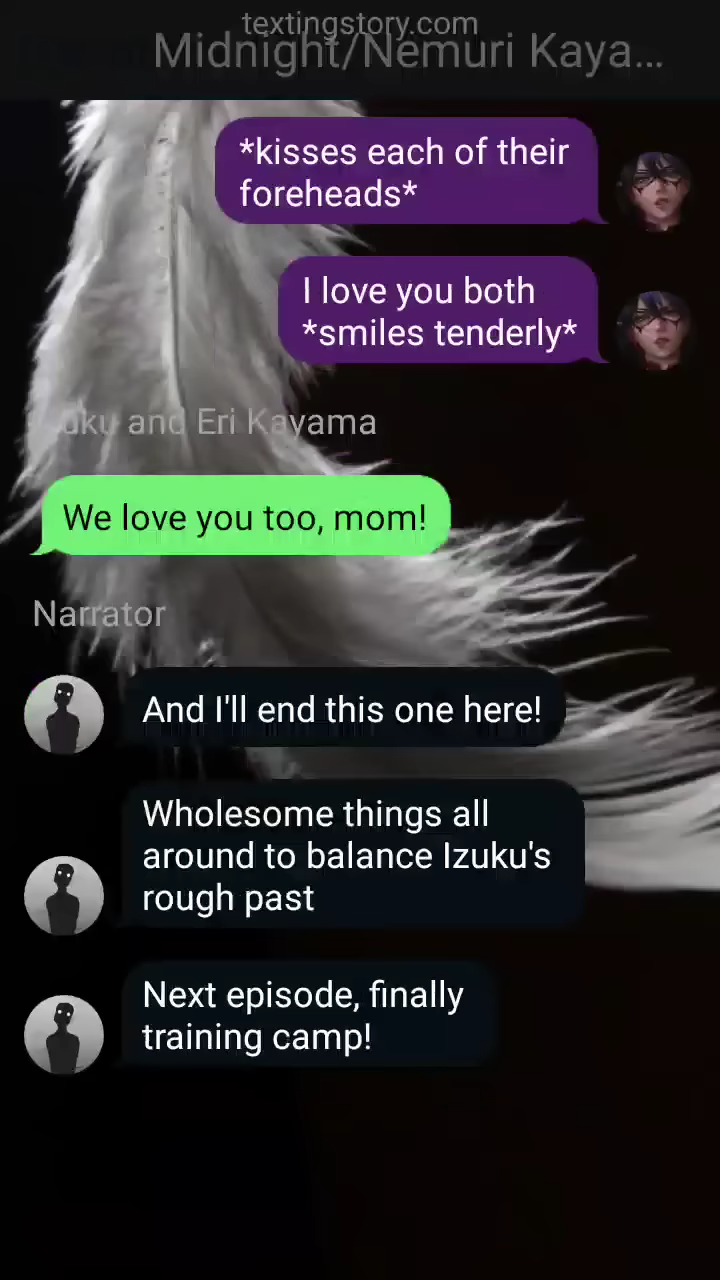 textingstory.com
Midnight/Nemuri Kaya...
*kisses each of their
foreheads*
I love you both
*smiles tenderly*
and Eri Kayama
We love you too, mom!
Narrator
And I'll end this one here!
Wholesome things all
around to balance Izuku's
rough past
Next episode, finally
training camp!